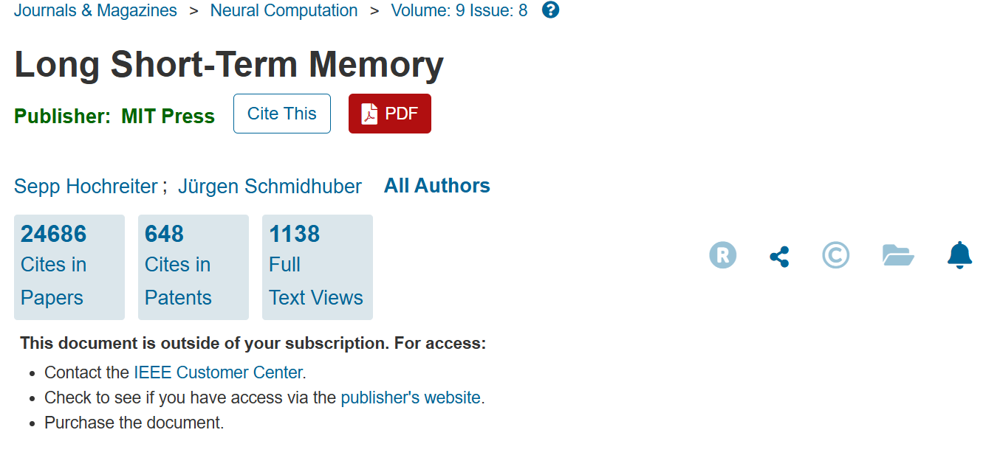 Journals & Magazines > Neural Computation > Volume: 9 Issue: 8 ?
Long Short-Term Memory
Publisher: MIT Press Cite This PDF
Sepp Hochreiter ; Jürgen Schmidhuber All Authors
24686 648 1138
Cites in Cites in Full
Papers Patents Text Views
R ©
This document is outside of your subscription. For access:
• Contact the IEEE Customer Center.
• Check to see if you have access via the publisher's website.
• Purchase the document.